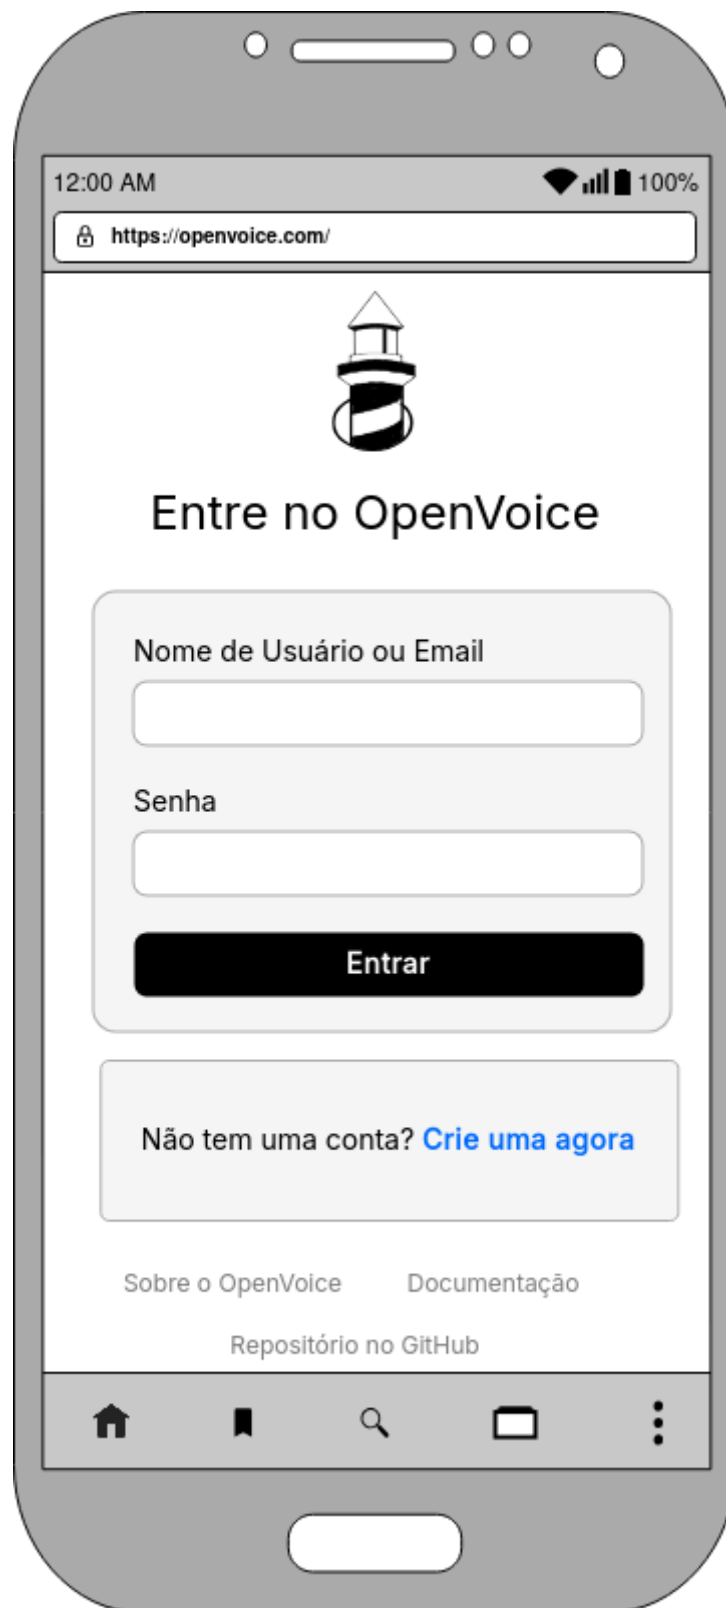 12:00 AM 100%
https://openvoice.com/
Entre no OpenVoice
Nome de Usuário ou Email
Senha
Entrar
Não tem uma conta? Crie uma agora
Sobre o OpenVoice Documentação
Repositório no GitHub